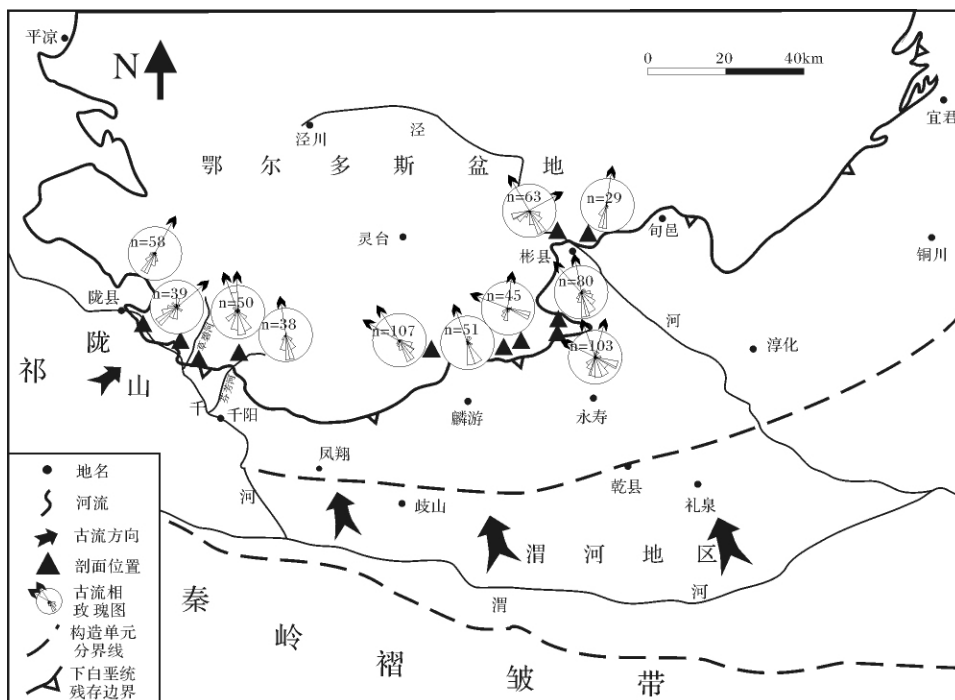 平凉
N
0 20 40km
宜君
泾川
泾
鄂尔多斯盆地
n=63
n=29
旬邑
铜川
n=58
灵台
彬县
n=39
n=50
n=45
n=80
陇县
n=38
n=107
n=51
n=103
河
淳化
陇
祁
山
千
千阳
麟游
永寿
凤翔
乾县
礼泉
河
歧山
渭河地区
渭
河
秦岭褶皱带
地名
河流
古流方向
剖面位置
古流相
玫瑰图
构造单元
分界线
下白垩统
残存边界